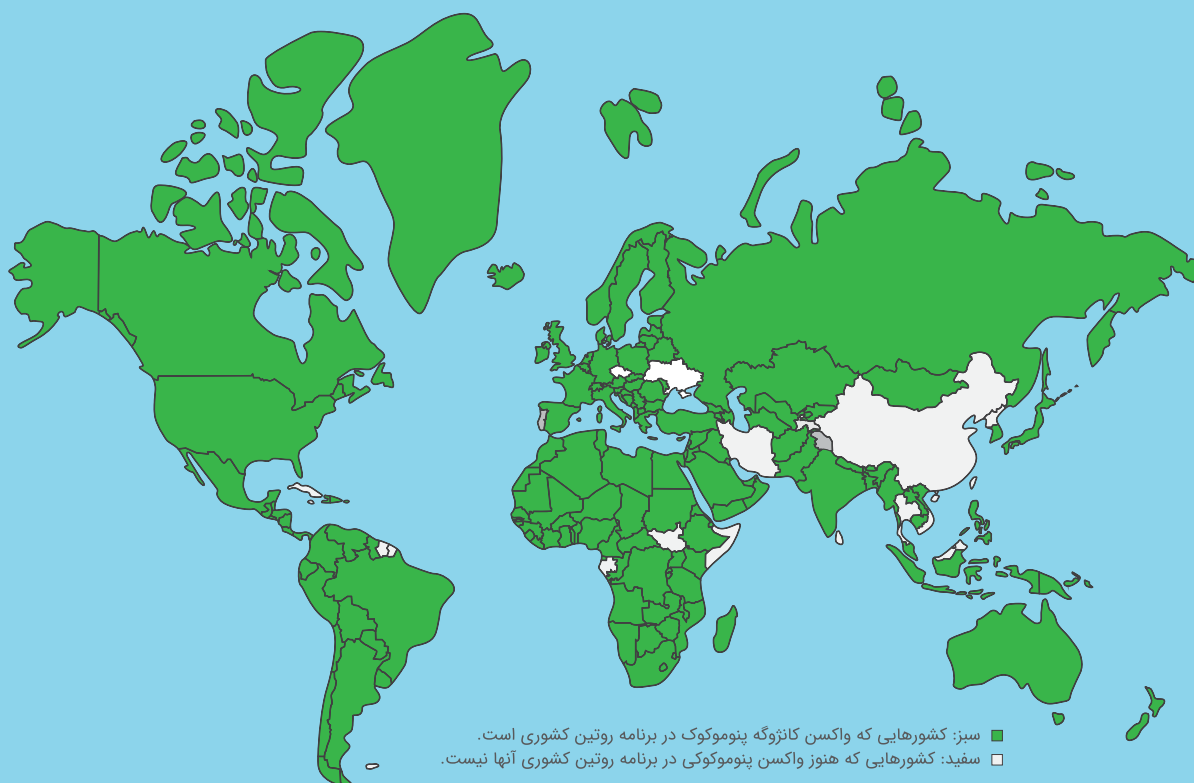 سبز: کشورهایی که واکسن کانژوگه پنوموکوک در برنامه روتین کشوری است.
سفید: کشورهایی که هنوز واکسن پنوموکوکی در برنامه روتین کشوری آنها نیست.